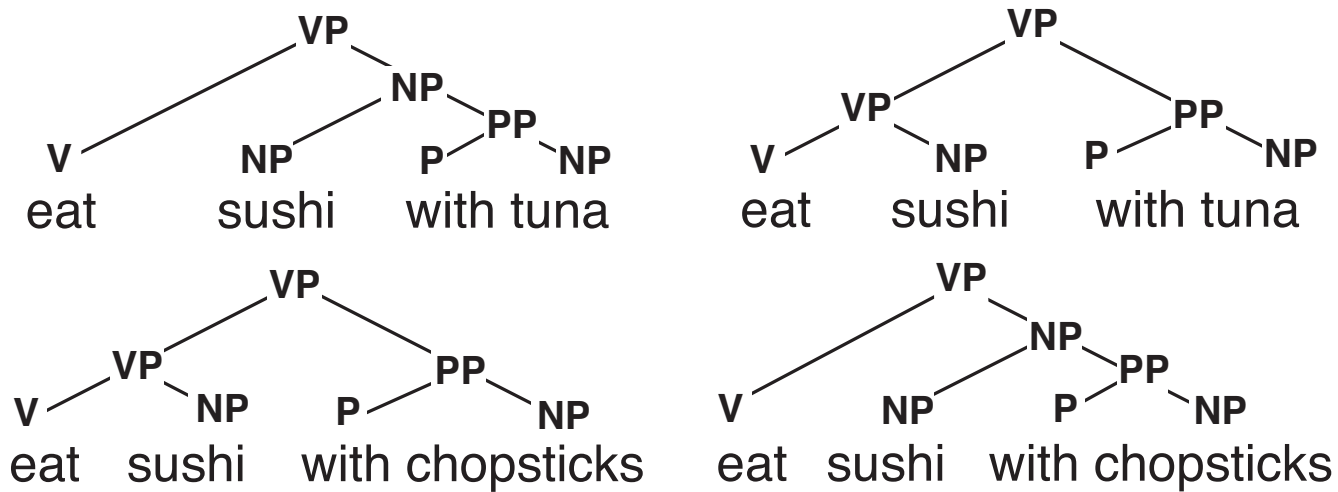 VP VP
NP
VP PP PP
V NP P NP V NP P NP
eat sushi with tuna eat sushi with tuna
VP VP
VP PP NP PP
V NP P NP V NP P NP
eat sushi with chopsticks eat sushi with chopsticks